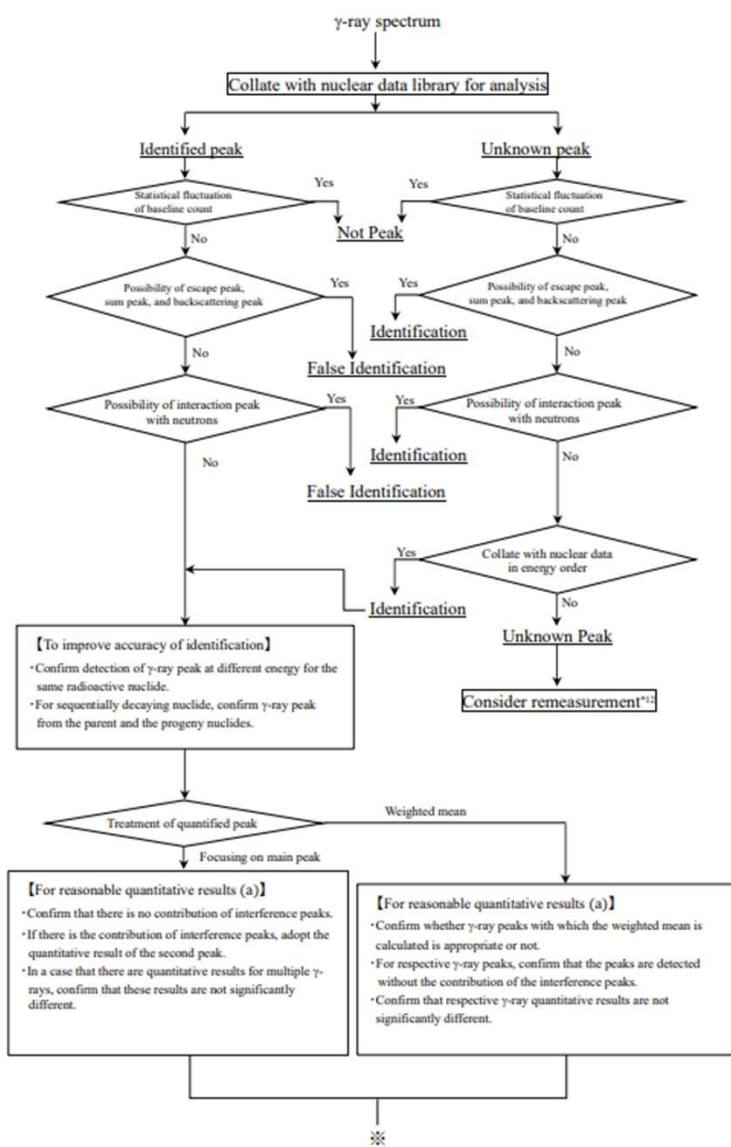 γ-ray spectrum
Collate with nuclear data library for analysis
Identified peak
Unknown peak
Statistical fluctuation
of baseline count
Yes
Yes
Statistical fluctuation
of baseline count
Not Peak
No
No
Possibility of escape peak,
sum peak, and backscattering peak
Yes
Yes
Possibility of escape peak,
sum peak, and backscattering peak
Identification
No
No
False Identification
Possibility of interaction peak
with neutrons
Yes
Yes
Possibility of interaction peak
with neutrons
Identification
No
No
False Identification
Yes
Collate with nuclear data
in energy order
Identification
No
Unknown Peak
Consider remeasurement*12
【To improve accuracy of identification】
・Confirm detection of γ-ray peak at different energy for the
same radioactive nuclide.
・For sequentially decaying nuclide, confirm γ-ray peak
from the parent and the progeny nuclides.
Treatment of quantified peak
Weighted mean
Focusing on main peak
【For reasonable quantitative results (a)】
・Confirm that there is no contribution of interference peaks.
・If there is the contribution of interference peaks, adopt the
quantitative result of the second peak.
・In a case that there are quantitative results for multiple γ-
rays, confirm that these results are not significantly
different.
【For reasonable quantitative results (a)】
・Confirm whether γ-ray peaks with which the weighted mean is
calculated is appropriate or not.
・For respective γ-ray peaks, confirm that the peaks are detected
without the contribution of the interference peaks.
・Confirm that respective γ-ray quantitative results are not
significantly different.
※